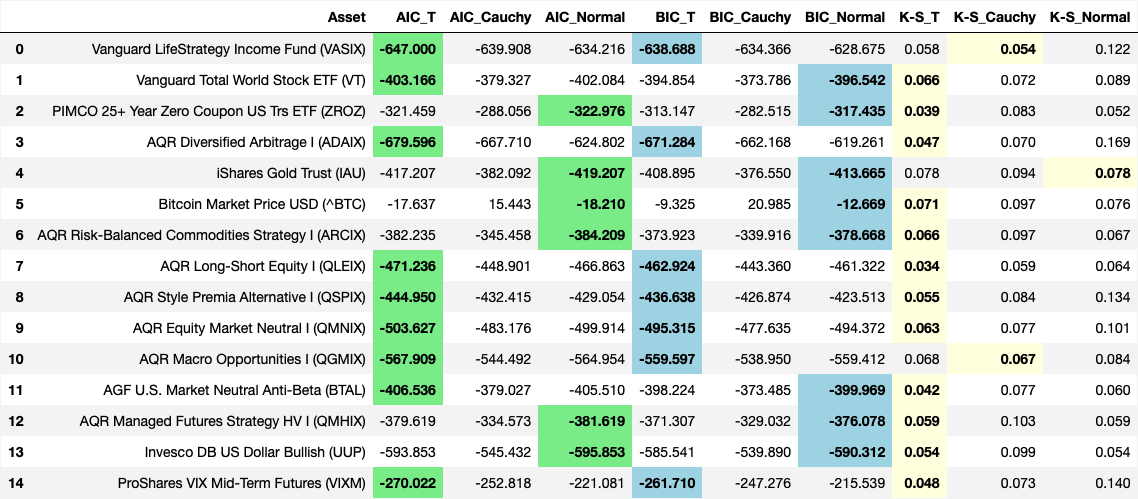 Asset AIC_T AIC_Cauchy AIC_Normal BIC_T BIC_Cauchy BIC_Normal K-S_T K-S_Cauchy K-S_Normal
0 Vanguard LifeStrategy Income Fund (VASIX) -647.000 -639.908 -634.216 -638.688 -634.366 -628.675 0.058 0.054 0.122
1 Vanguard Total World Stock ETF (VT) -403.166 -379.327 -402.084 -394.854 -373.786 -396.542 0.066 0.072 0.089
2 PIMCO 25+ Year Zero Coupon US Trs ETF (ZROZ) -321.459 -288.056 -322.976 -313.147 -282.515 -317.435 0.039 0.083 0.052
3 AQR Diversified Arbitrage I (ADAIX) -679.596 -667.710 -624.802 -671.284 -662.168 -619.261 0.047 0.070 0.169
4 iShares Gold Trust (IAU) -417.207 -382.092 -419.207 -408.895 -376.550 -413.665 0.078 0.094 0.078
5 Bitcoin Market Price USD (^BTC) -17.637 15.443 -18.210 -9.325 20.985 -12.669 0.071 0.097 0.076
6 AQR Risk-Balanced Commodities Strategy I (ARCIX) -382.235 -345.458 -384.209 -373.923 -339.916 -378.668 0.066 0.097 0.067
7 AQR Long-Short Equity I (QLEIX) -471.236 -448.901 -466.863 -462.924 -443.360 -461.322 0.034 0.059 0.064
8 AQR Style Premia Alternative I (QSPIX) -444.950 -432.415 -429.054 -436.638 -426.874 -423.513 0.055 0.084 0.134
9 AQR Equity Market Neutral I (QMNIX) -503.627 -483.176 -499.914 -495.315 -477.635 -494.372 0.063 0.077 0.101
10 AQR Macro Opportunities I (QGMIX) -567.909 -544.492 -564.954 -559.597 -538.950 -559.412 0.068 0.067 0.084
11 AGF U.S. Market Neutral Anti-Beta (BTAL) -406.536 -379.027 -405.510 -398.224 -373.485 -399.969 0.042 0.077 0.060
12 AQR Managed Futures Strategy HV I (QMHIX) -379.619 -334.573 -381.619 -371.307 -329.032 -376.078 0.059 0.103 0.059
13 Invesco DB US Dollar Bullish (UUP) -593.853 -545.432 -595.853 -585.541 -539.890 -590.312 0.054 0.099 0.054
14 ProShares VIX Mid-Term Futures (VIXM) -270.022 -252.818 -221.081 -261.710 -247.276 -215.539 0.048 0.073 0.140